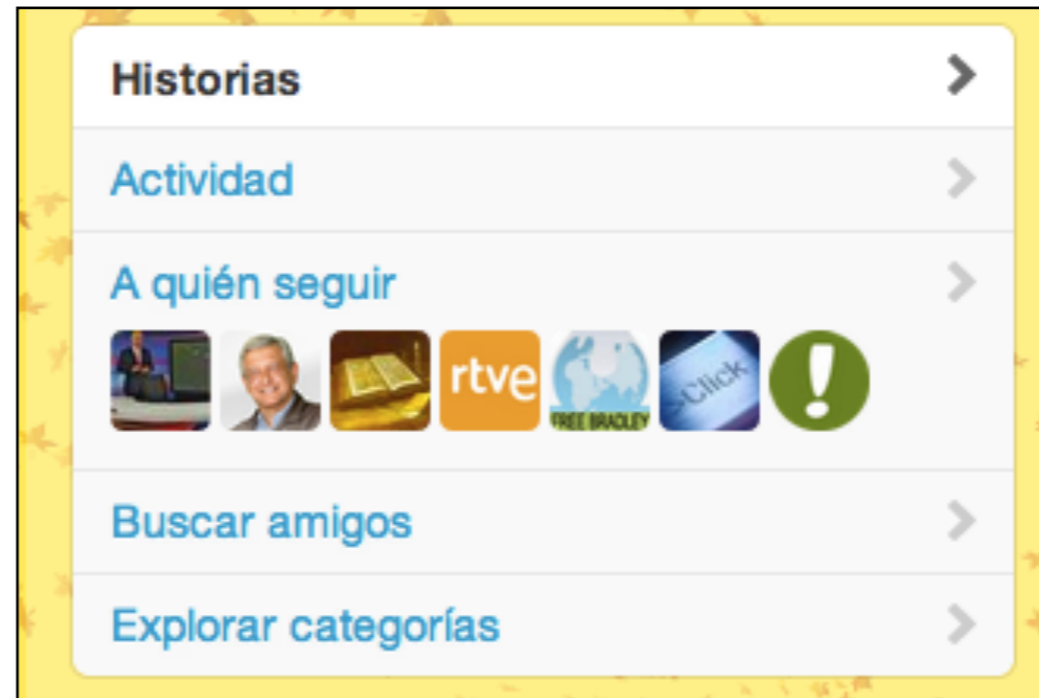 Historias
Actividad
A quién seguir
rtve FREE BRADLEY >Click
Buscar amigos
Explorar categorías